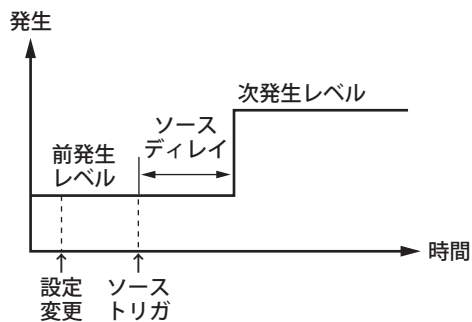 発生
次発生レベル
ソース
ディレイ
前発生
レベル
時間
設定
変更
ソース
トリガ